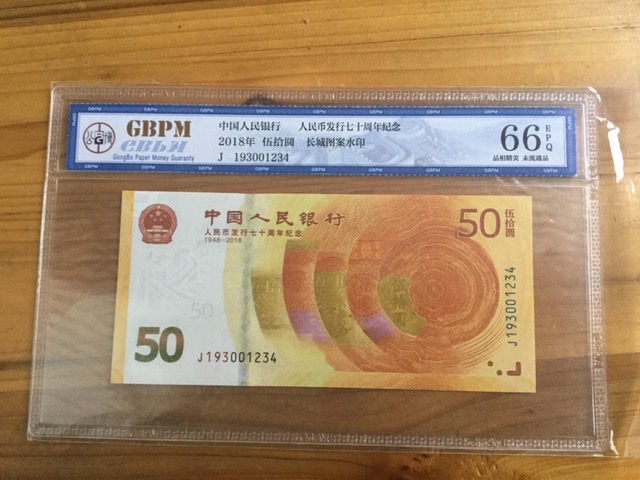 GBPM
GBPM
GongBo Paper Money Guaranty
中国人民银行 人民币发行七十周年纪念
2018年 伍拾圆 长城图案水印
J 193001234
66 EPQ
品相精美 未流通品
中国人民银行
人民币发行七十周年纪念
1948-2018
50 伍拾圆
50
50
J193001234
J193001234